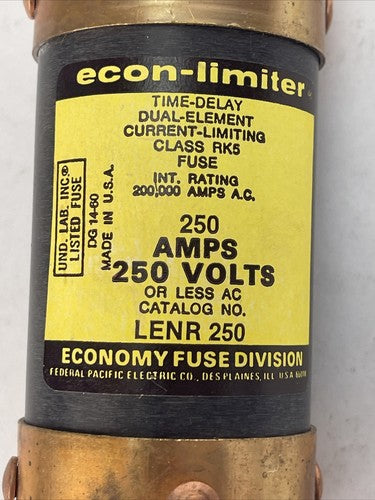 econ-limiter
TIME-DELAY
DUAL-ELEMENT
CURRENT-LIMITING
CLASS RK5
FUSE
INT. RATING
200,000 AMPS A.C.
UND. LAB. INC.®
LISTED FUSE
DG 14-60
MADE IN U.S.A.
250
AMPS
250 VOLTS
OR LESS AC
CATALOG NO.
LENR 250
ECONOMY FUSE DIVISION
FEDERAL PACIFIC ELECTRIC CO., DES PLAINES, ILL. U.S.A.